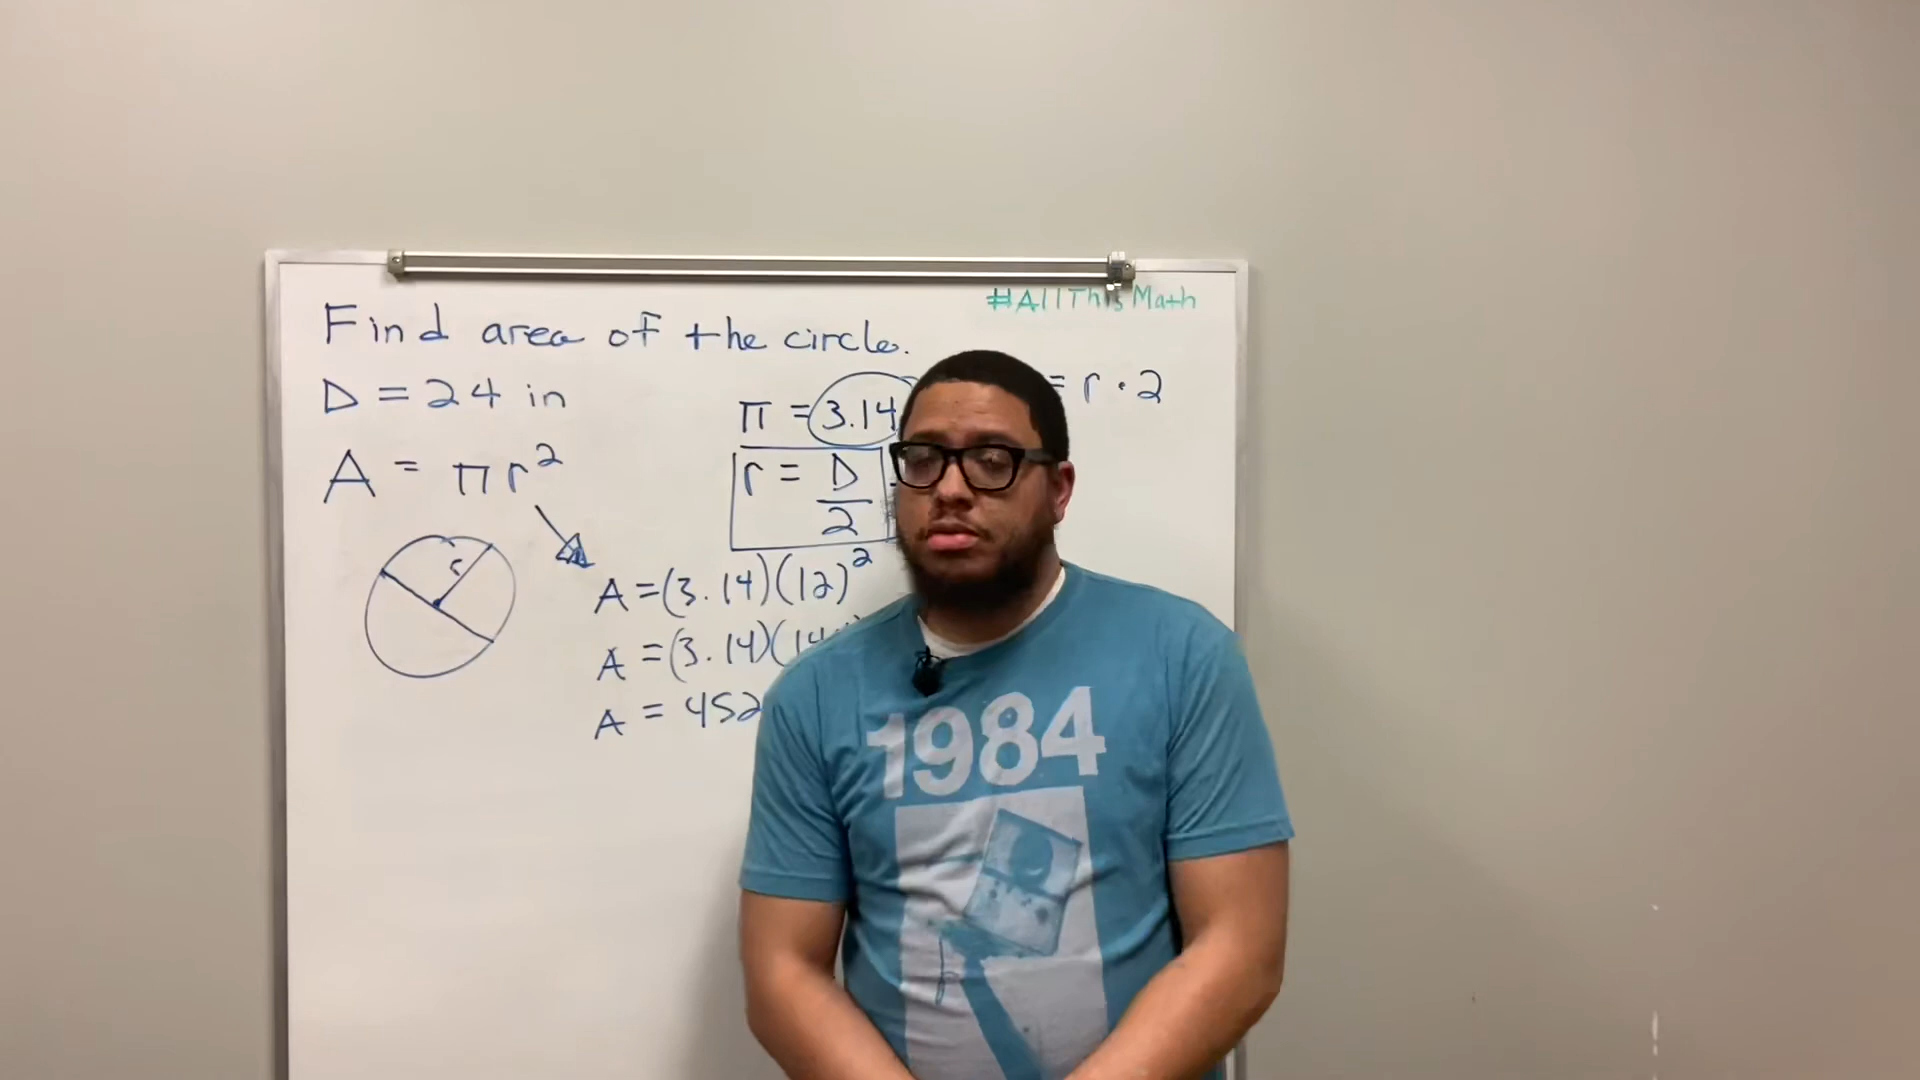 #AllThisMath
Find area of the circle.
D = 24 in
= r · 2
π = 3.14
A = πr²
r = D/2
r
A = (3.14)(12)²
A = (3.14)(14
A = 452
1984